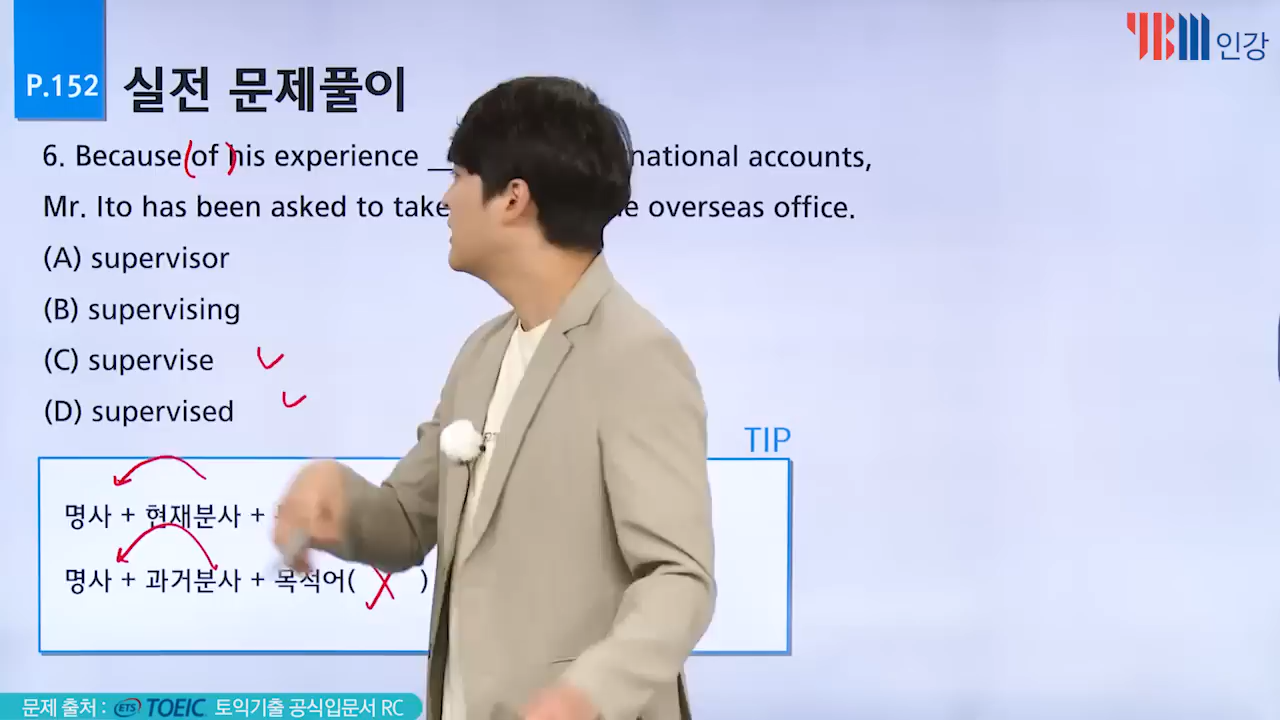 P.152 실전 문제풀이
YBM 인강
6. Because of his experience national accounts,
Mr. Ito has been asked to take overseas office.
(A) supervisor
(B) supervising
(C) supervise
(D) supervised
TIP
명사 + 현재분사 +
명사 + 과거분사 + 목적어( X )
문제 출처 : ETS TOEIC 토익기출 공식입문서 RC